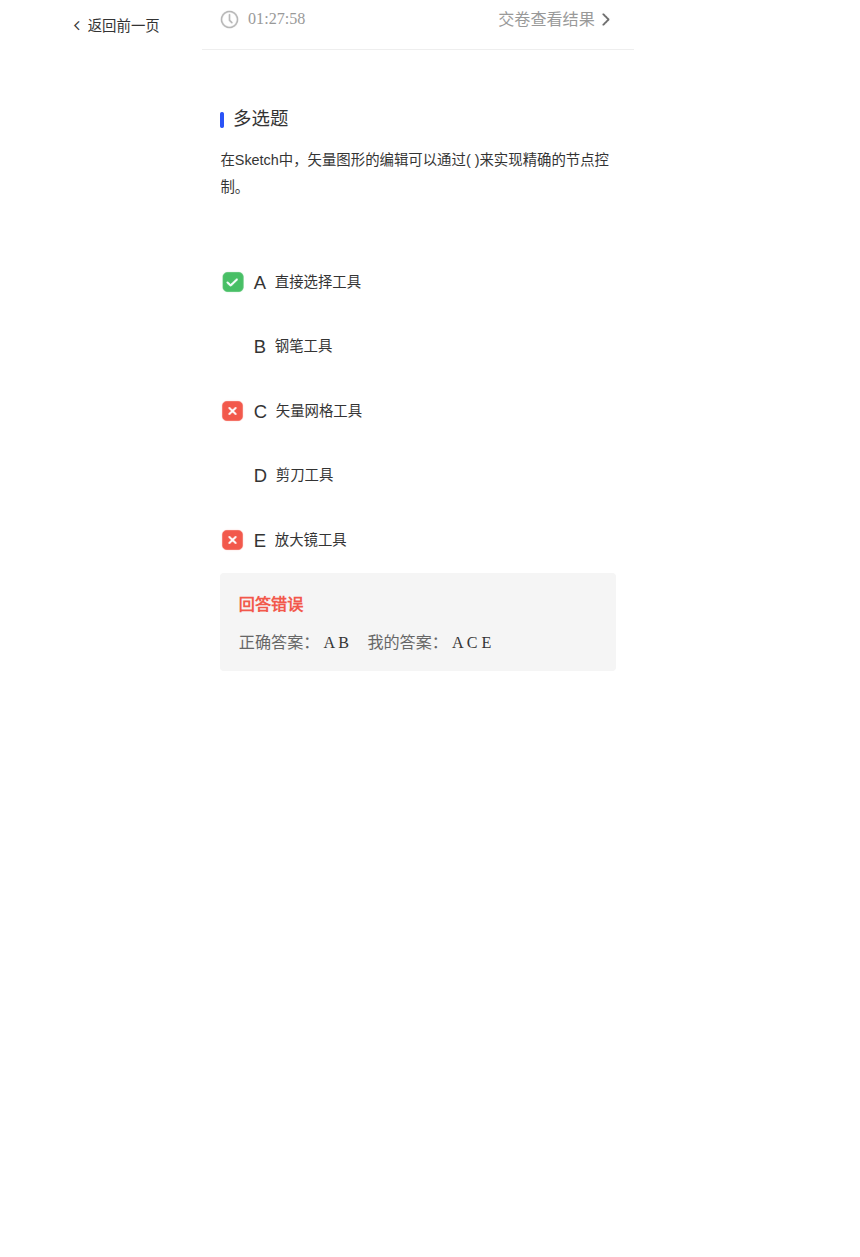 返回前一页
01:27:58 交卷查看结果
多选题
在Sketch中，矢量图形的编辑可以通过( )来实现精确的节点控
制。
A 直接选择工具
B 钢笔工具
C 矢量网格工具
D 剪刀工具
E 放大镜工具
回答错误
正确答案： A B 我的答案： A C E